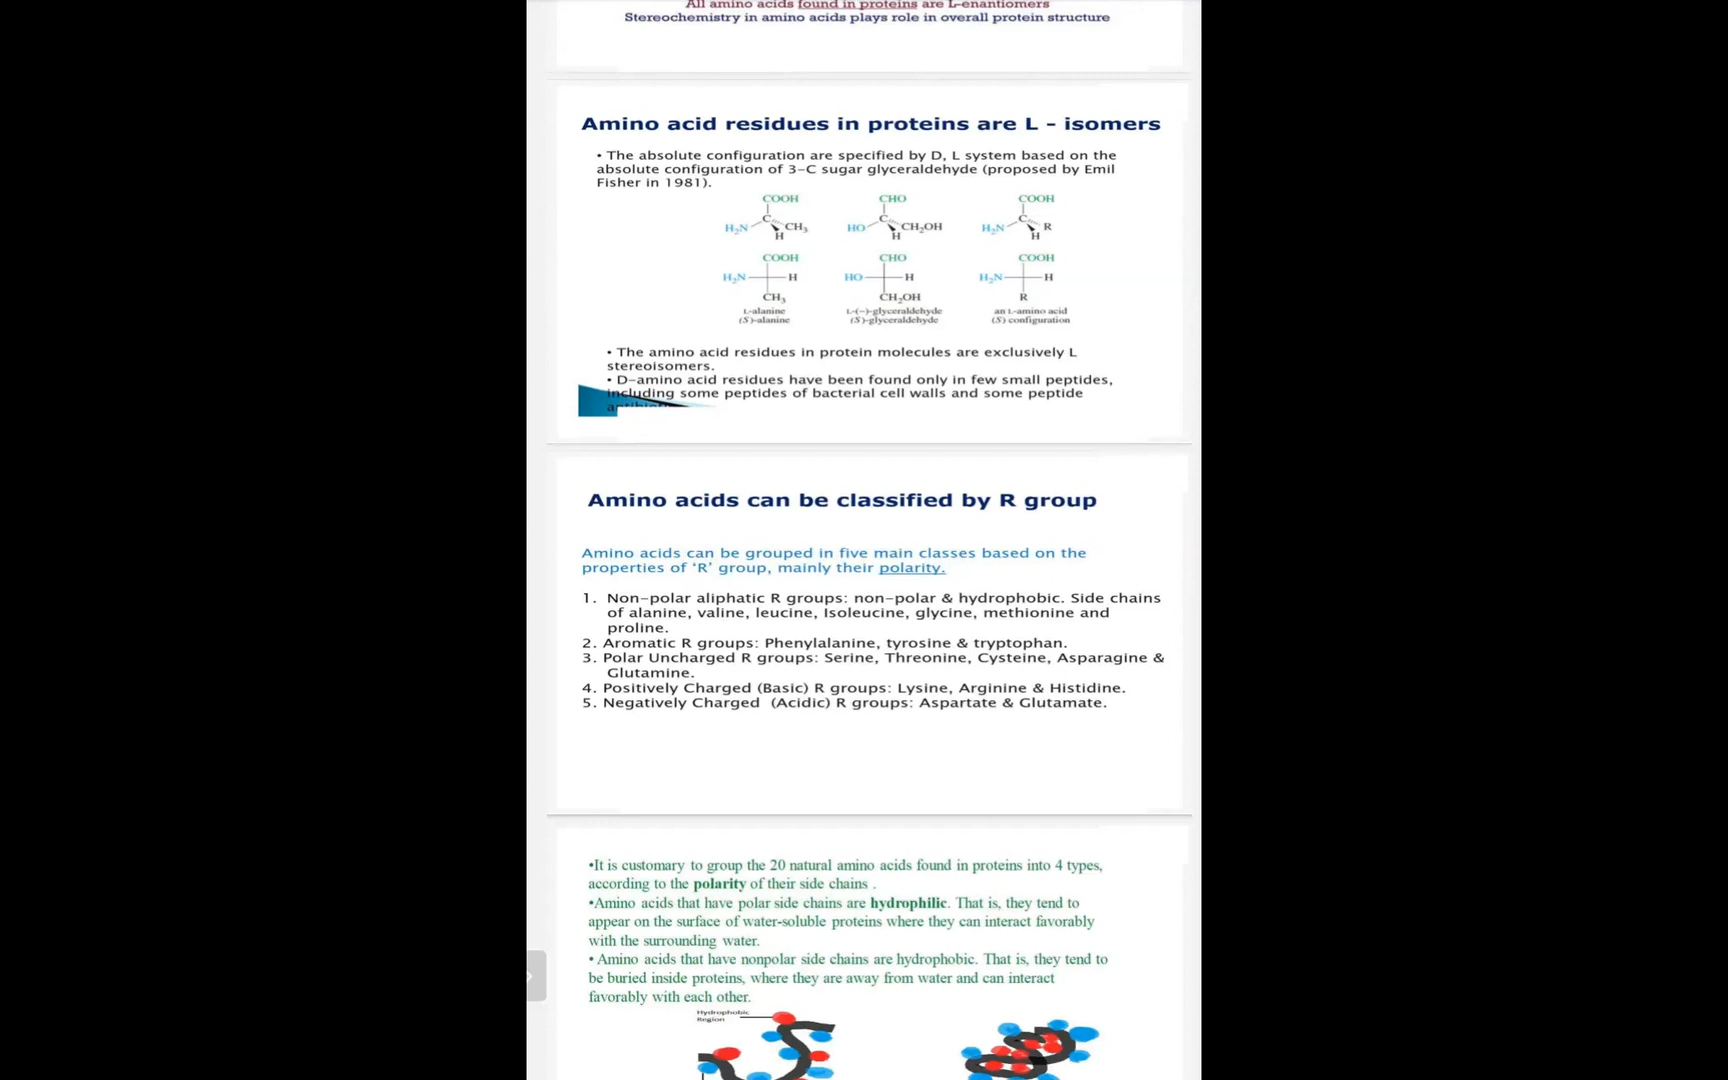 All amino acids found in proteins are L-enantiomers
Stereochemistry in amino acids plays role in overall protein structure
Amino acid residues in proteins are L - isomers
• The absolute configuration are specified by D, L system based on the
absolute configuration of 3-C sugar glyceraldehyde (proposed by Emil
Fisher in 1981).
COOH CHO COOH
C C C
H₂N CH₃ HO CH₂OH H₂N R
H H H
COOH CHO COOH
H₂N H HO H H₂N H
CH₃ CH₂OH R
L-alanine L-(−)-glyceraldehyde an L-amino acid
(S)-alanine (S)-glyceraldehyde (S) configuration
• The amino acid residues in protein molecules are exclusively L
stereoisomers.
• D-amino acid residues have been found only in few small peptides,
including some peptides of bacterial cell walls and some peptide
Amino acids can be classified by R group
Amino acids can be grouped in five main classes based on the
properties of ‘R’ group, mainly their polarity.
1. Non-polar aliphatic R groups: non-polar & hydrophobic. Side chains
of alanine, valine, leucine, Isoleucine, glycine, methionine and
proline.
2. Aromatic R groups: Phenylalanine, tyrosine & tryptophan.
3. Polar Uncharged R groups: Serine, Threonine, Cysteine, Asparagine &
Glutamine.
4. Positively Charged (Basic) R groups: Lysine, Arginine & Histidine.
5. Negatively Charged (Acidic) R groups: Aspartate & Glutamate.
•It is customary to group the 20 natural amino acids found in proteins into 4 types,
according to the polarity of their side chains .
•Amino acids that have polar side chains are hydrophilic. That is, they tend to
appear on the surface of water-soluble proteins where they can interact favorably
with the surrounding water.
• Amino acids that have nonpolar side chains are hydrophobic. That is, they tend to
be buried inside proteins, where they are away from water and can interact
favorably with each other.
Hydrophobic
Region